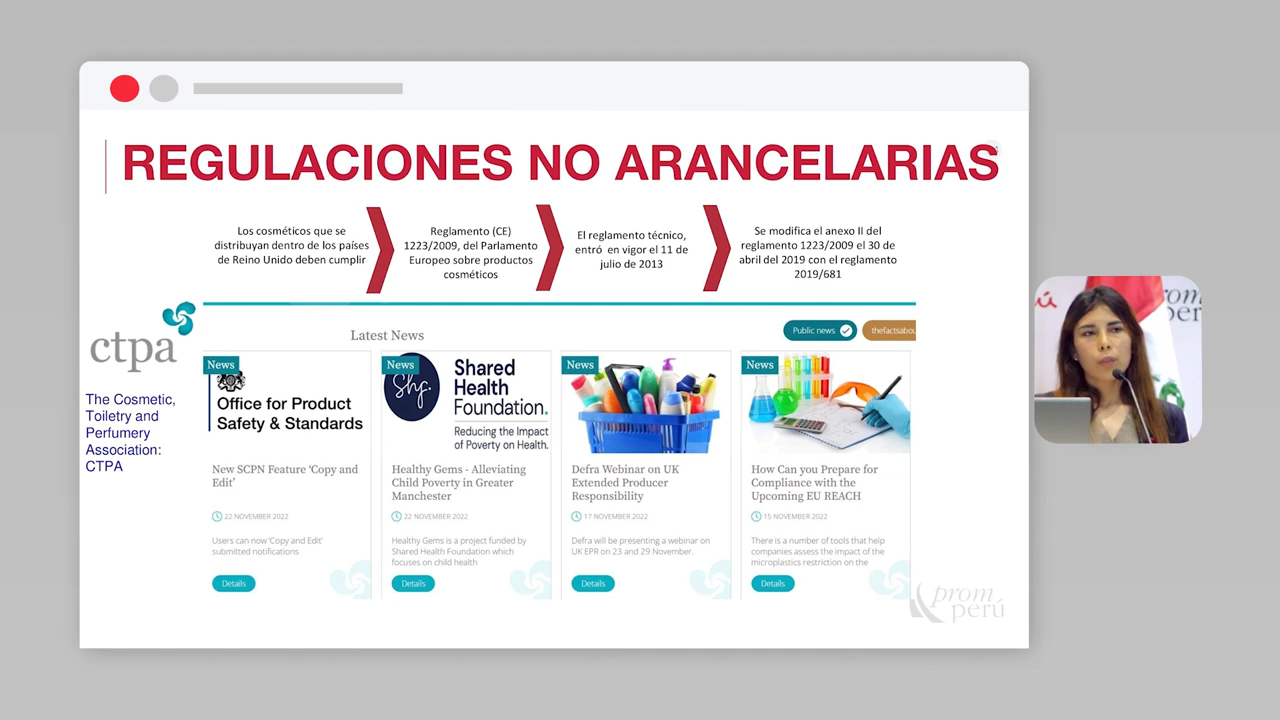 REGULACIONES NO ARANCELARIAS
Los cosméticos que se
distribuyan dentro de los países
de Reino Unido deben cumplir
Reglamento (CE)
1223/2009, del Parlamento
Europeo sobre productos
cosméticos
El reglamento técnico,
entró en vigor el 11 de
julio de 2013
Se modifica el anexo II del
reglamento 1223/2009 el 30 de
abril del 2019 con el reglamento
2019/681
ctpa
The Cosmetic,
Toiletry and
Perfumery
Association:
CTPA
Latest News
Public news
thefactsabou
News
Office for Product
Safety & Standards
New SCPN Feature ‘Copy and
Edit’
22 NOVEMBER 2022
Users can now ‘Copy and Edit’
submitted notifications
Details
News
Shf.
Shared
Health
Foundation.
Reducing the Impact
of Poverty on Health.
Healthy Gems - Alleviating
Child Poverty in Greater
Manchester
22 NOVEMBER 2022
Healthy Gems is a project funded by
Shared Health Foundation which
focuses on child health
Details
News
Defra Webinar on UK
Extended Producer
Responsibility
17 NOVEMBER 2022
Defra will be presenting a webinar on
UK EPR on 23 and 29 November.
Details
News
How Can you Prepare for
Compliance with the
Upcoming EU REACH
15 NOVEMBER 2022
There is a number of tools that help
companies assess the impact of the
microplastics restriction on the
Details
prom
perú